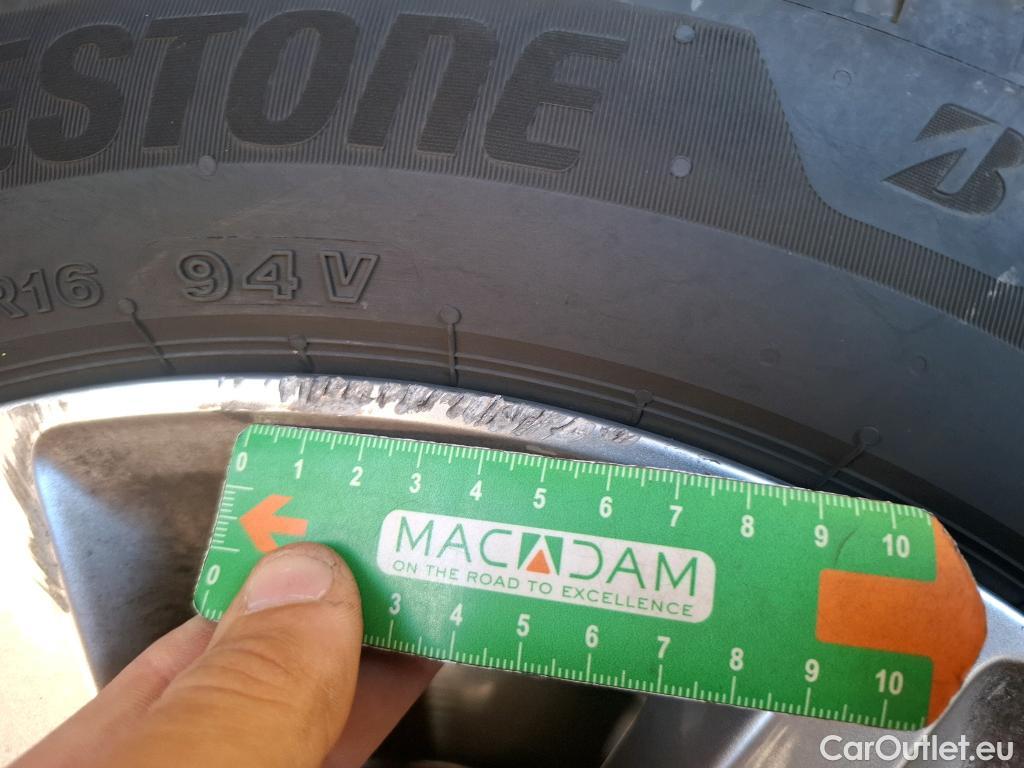 ESTONE
B
R16 94V
0 1 2 3 4 5 6 7 8 9 10
MACADAM
ON THE ROAD TO EXCELLENCE
0 3 4 5 6 7 8 9 10
CarOutlet.eu